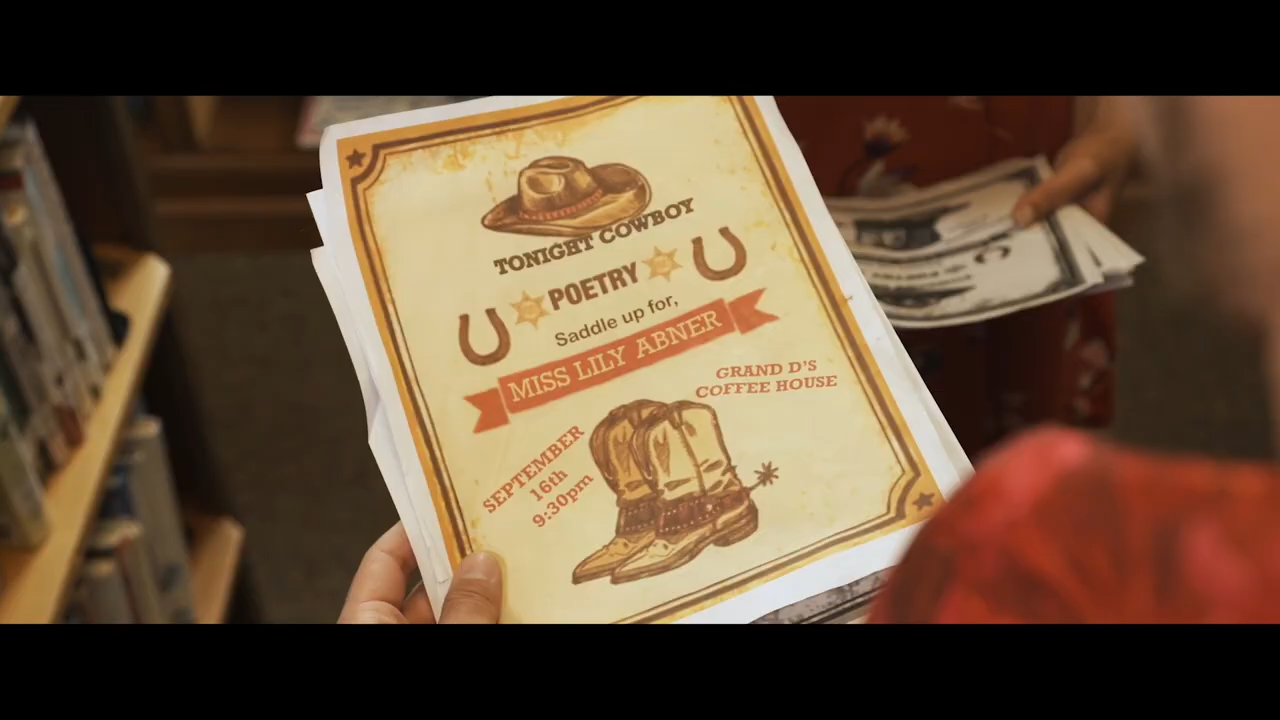 TONIGHT COWBOY
POETRY
Saddle up for,
MISS LILY ABNER
GRAND D'S
COFFEE HOUSE
SEPTEMBER
16th
9:30pm